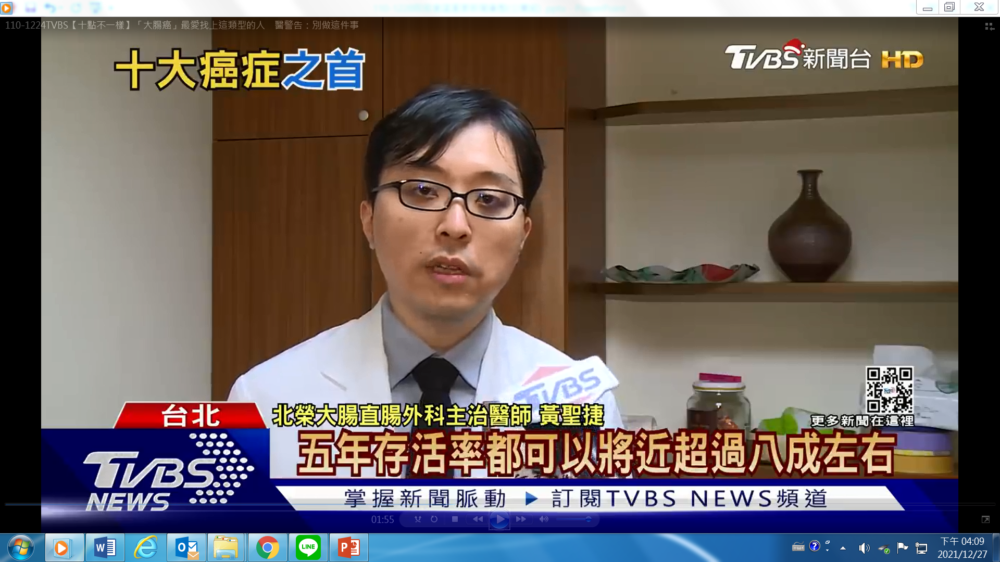 110-1224TVBS【十點不一樣】「大腸癌」最愛找上這類型的人　醫警告：別做這件事
十大癌症之首
TVBS新聞台 HD
TVBS
更多新聞在這裡
台北
北榮大腸直腸外科主治醫師 黃聖捷
五年存活率都可以將近超過八成左右
TVBS
NEWS
掌握新聞脈動 ▶ 訂閱TVBS NEWS頻道
01:55
LINE
下午 04:09
2021/12/27